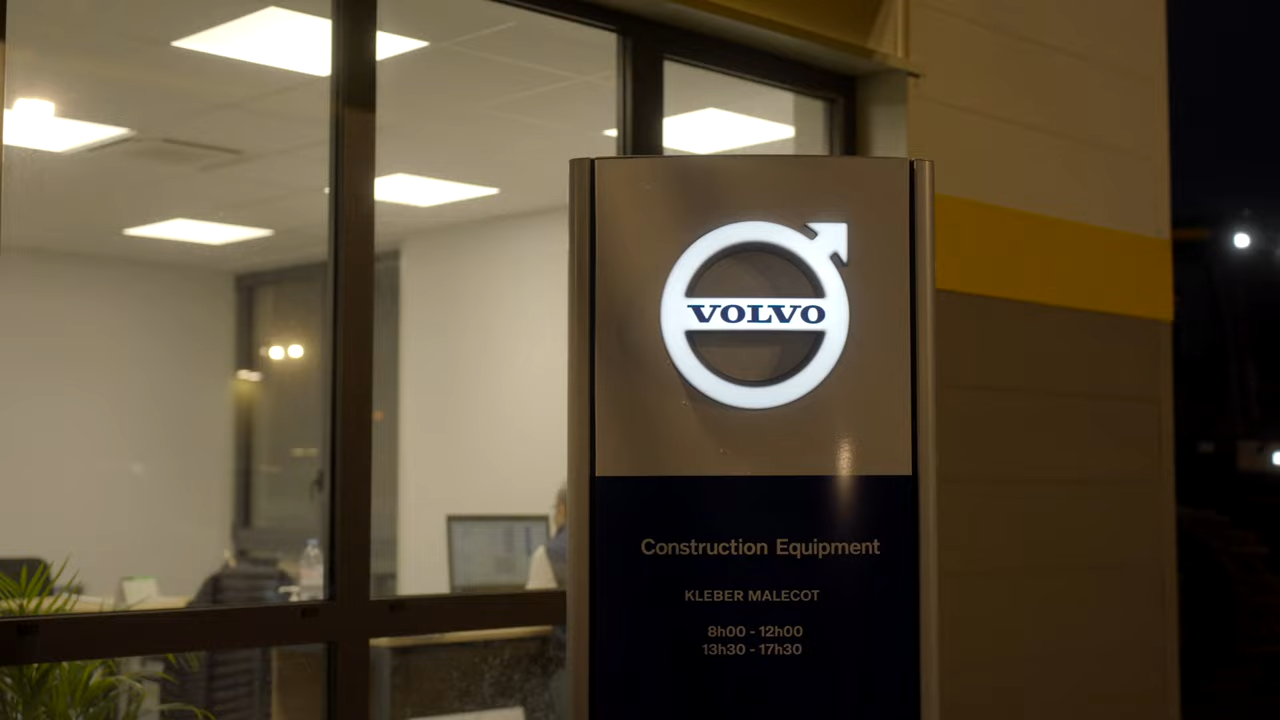 VOLVO
Construction Equipment
KLEBER MALECOT
8h00 - 12h00
13h30 - 17h30